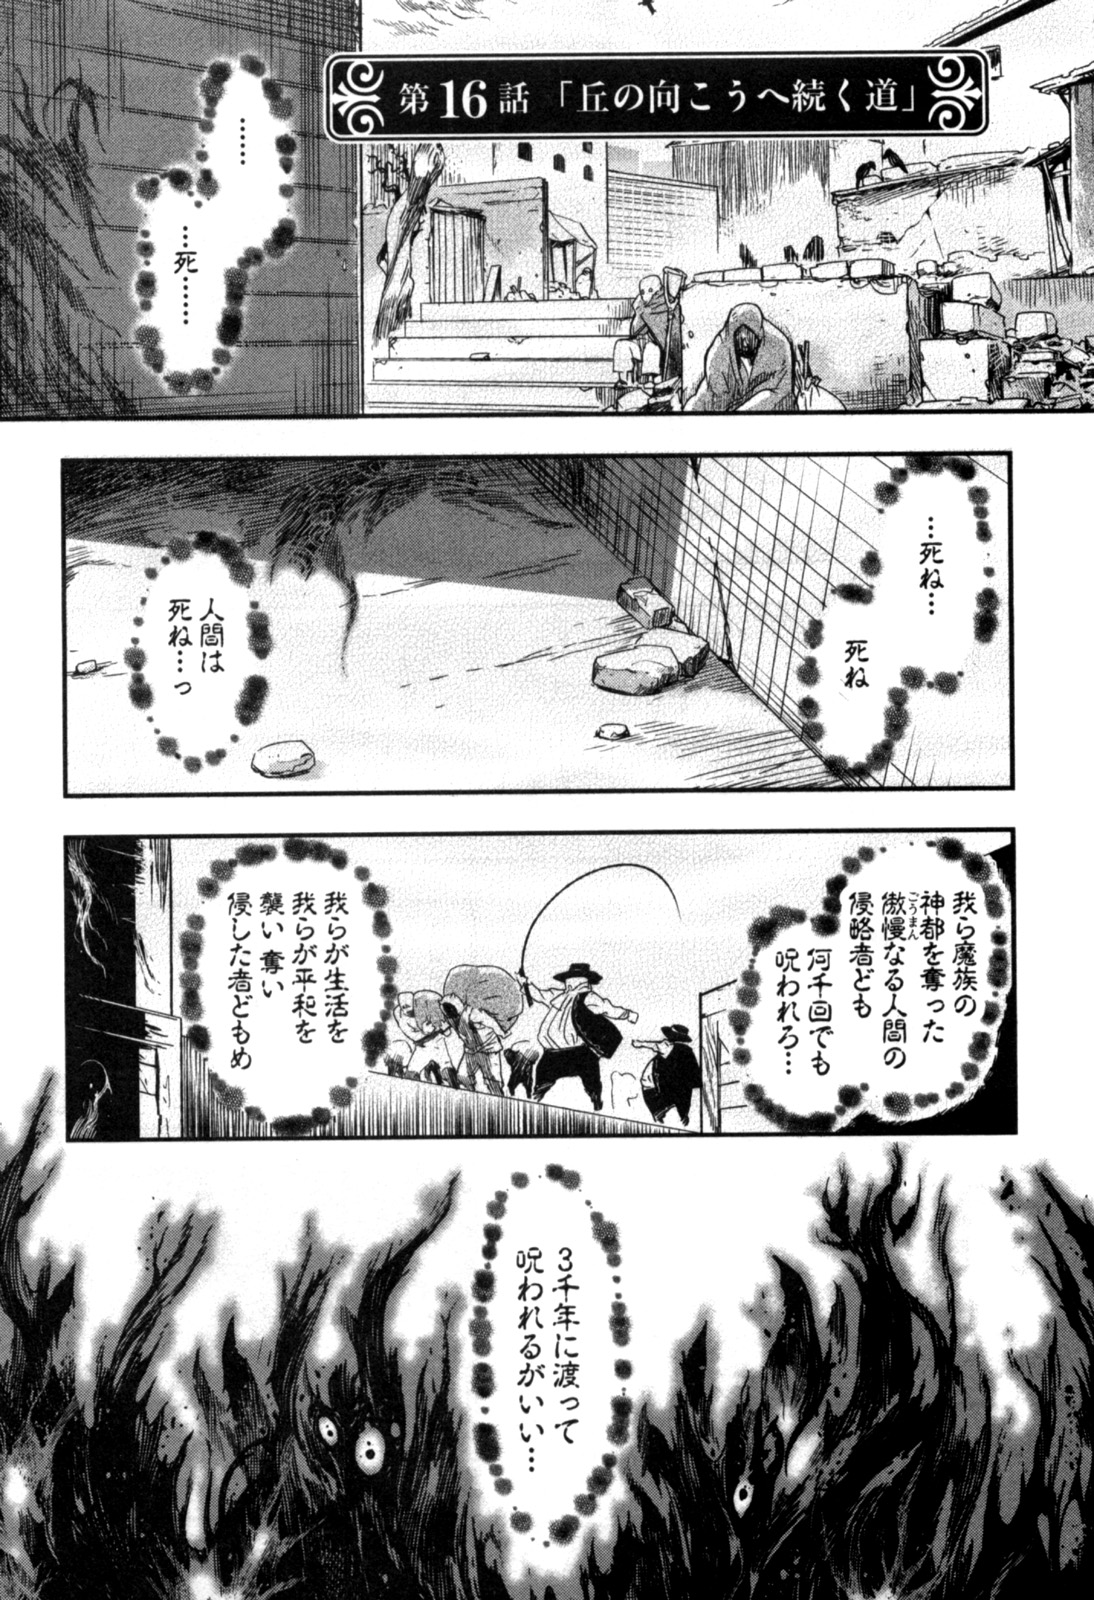 第16話「丘の向こうへ続く道」
……
…死……
…死ね…
死ね
人間は
死ね…っ
我ら魔族の
神都を奪った
傲慢なる人間の
ごうまん
侵略者ども
何千回でも
呪われろ…
我らが生活を
我らが平和を
襲い 奪い
侵した者どもめ
3千年に渡って
呪われるがいい…